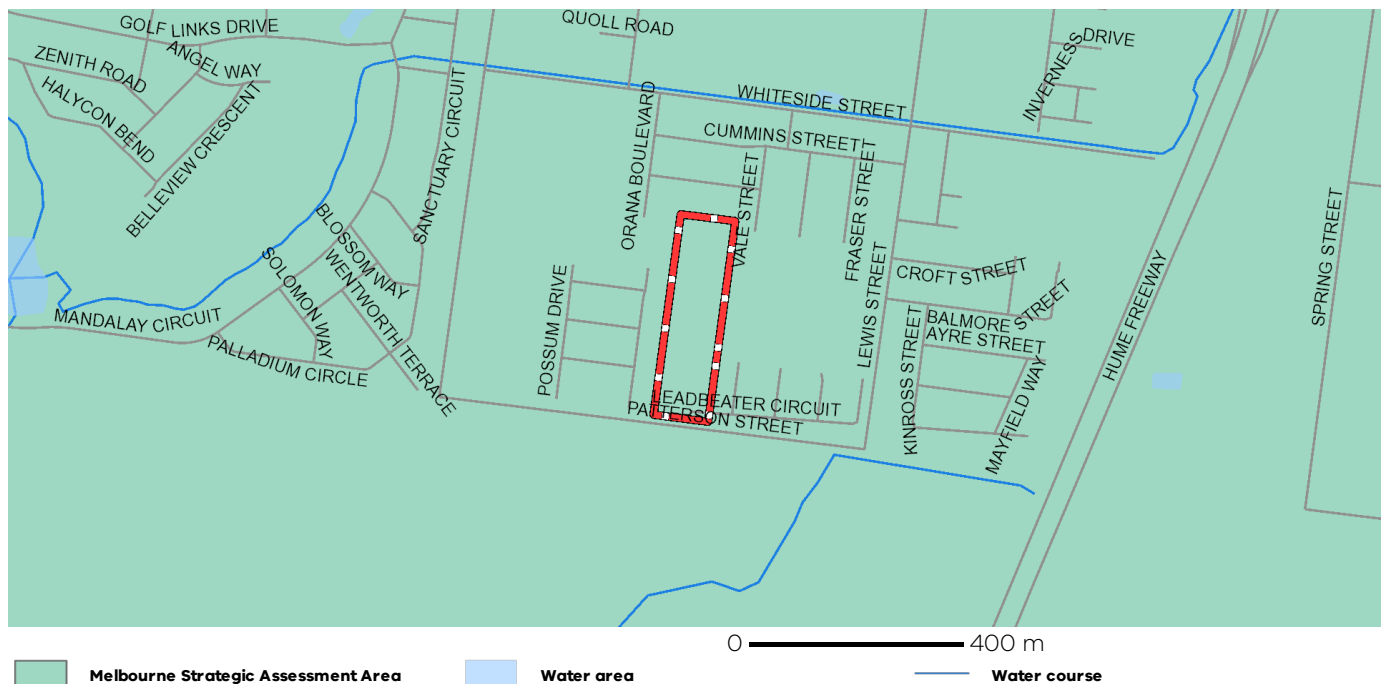 GOLF LINKS DRIVE
QUOLL ROAD
DRIVE
INVERNESS
ZENITH ROAD
ANGEL WAY
HALYCON BEND
BELLEVIEW CRESCENT
SANCTUARY CIRCUIT
ORANA BOULEVARD
WHITESIDE STREET
CUMMINS STREET
VALE STREET
FRASER STREET
LEWIS STREET
CROFT STREET
BALMORE STREET
AYRE STREET
KINROSS STREET
MAYFIELD WAY
HUME FREEWAY
SPRING STREET
BLOSSOM WAY
SOLOMON WAY
WENTWORTH TERRACE
MANDALAY CIRCUIT
PALLADIUM CIRCLE
POSSUM DRIVE
LEADBEATER CIRCUIT
PATTERSON STREET
0 400 m
Melbourne Strategic Assessment Area
Water area
Water course